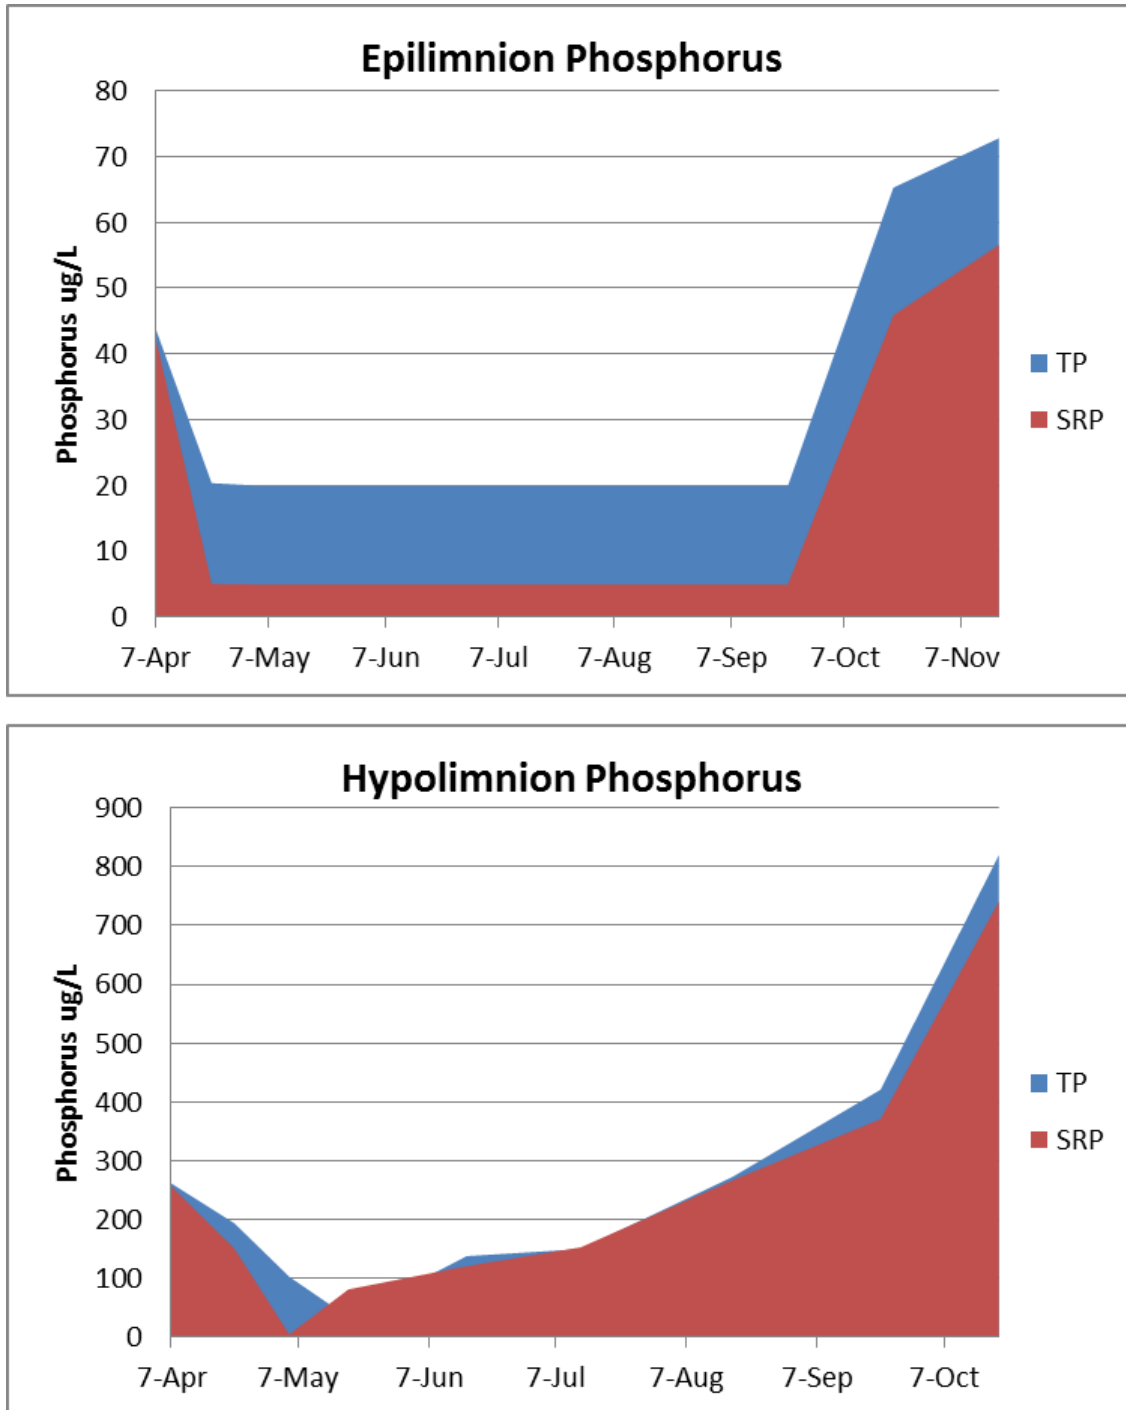 Epilimnion Phosphorus
80
70
60
50
40
30
20
10
0
Phosphorus ug/L
7-Apr 7-May 7-Jun 7-Jul 7-Aug 7-Sep 7-Oct 7-Nov
TP
SRP
Hypolimnion Phosphorus
900
800
700
600
500
400
300
200
100
0
Phosphorus ug/L
7-Apr 7-May 7-Jun 7-Jul 7-Aug 7-Sep 7-Oct
TP
SRP